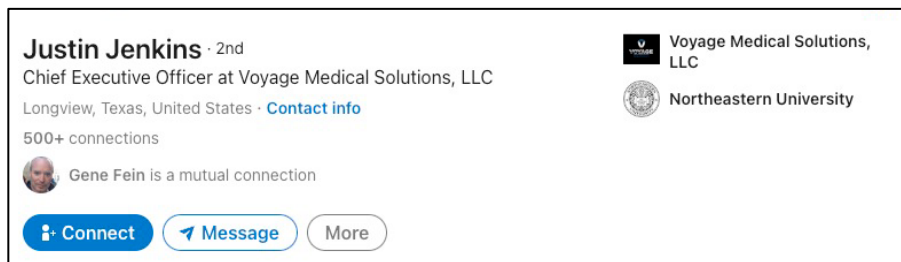 Justin Jenkins · 2nd
Chief Executive Officer at Voyage Medical Solutions, LLC
Longview, Texas, United States · Contact info
500+ connections
Gene Fein is a mutual connection
Connect
Message
More
VOYAGE
Voyage Medical Solutions,
LLC
Northeastern University